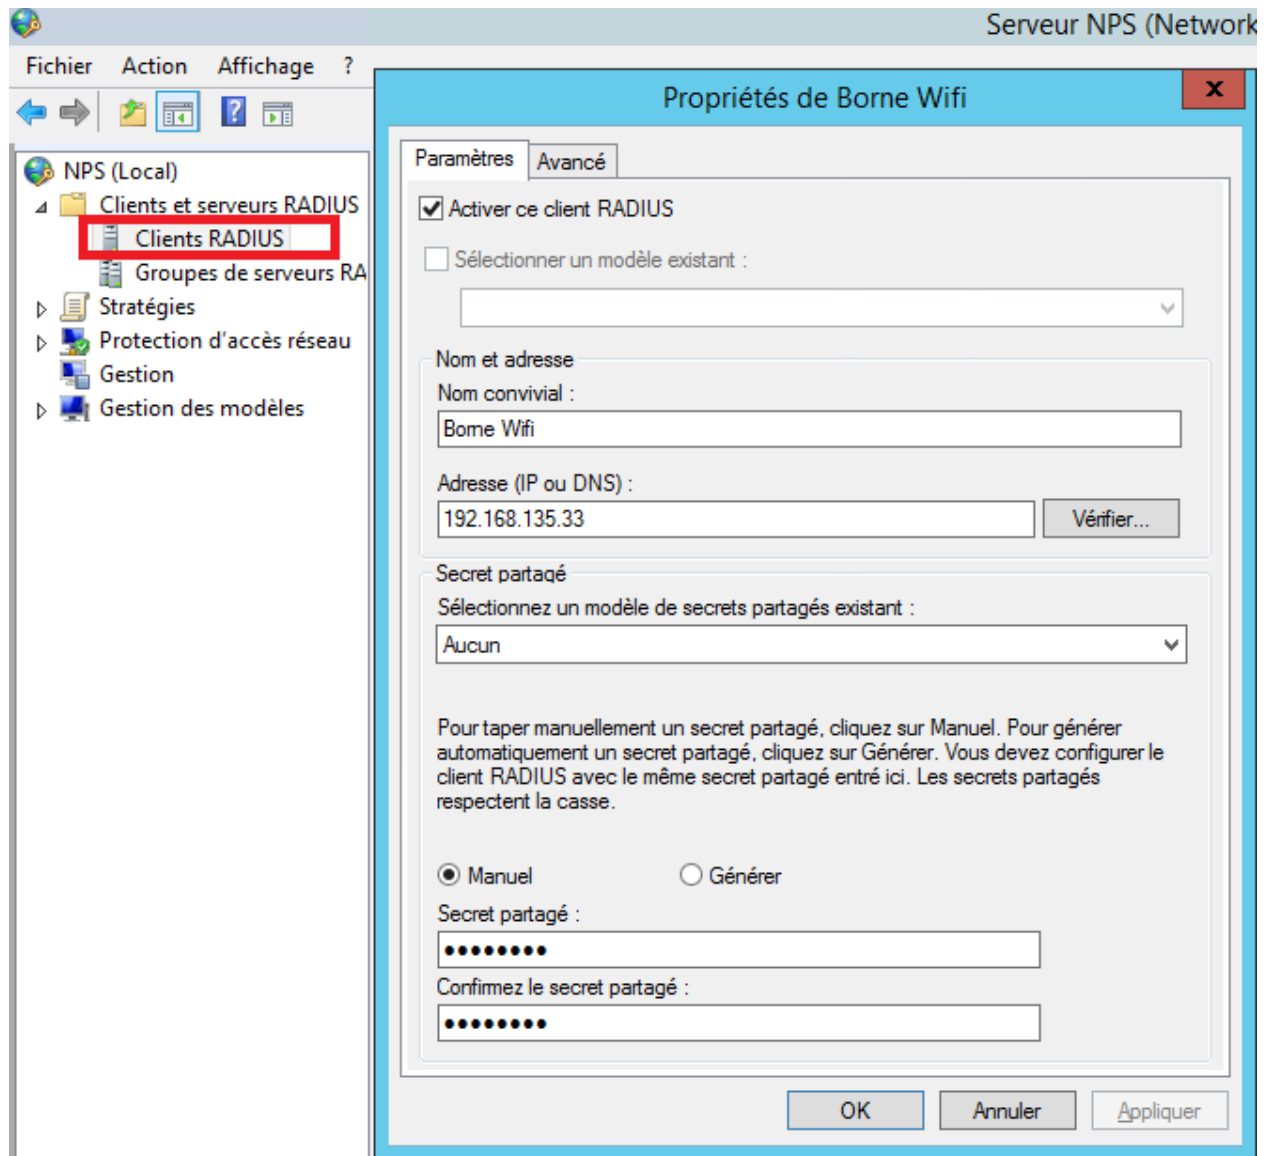 Serveur NPS (Network
Fichier Action Affichage ?
Propriétés de Borne Wifi
x
NPS (Local)
Clients et serveurs RADIUS
Clients RADIUS
Groupes de serveurs RA
Stratégies
Protection d'accès réseau
Gestion
Gestion des modèles
Paramètres Avancé
Activer ce client RADIUS
Sélectionner un modèle existant :
Nom et adresse
Nom convivial :
Borne Wifi
Adresse (IP ou DNS) :
192.168.135.33 Vérifier...
Secret partagé
Sélectionnez un modèle de secrets partagés existant :
Aucun
Pour taper manuellement un secret partagé, cliquez sur Manuel. Pour générer
automatiquement un secret partagé, cliquez sur Générer. Vous devez configurer le
client RADIUS avec le même secret partagé entré ici. Les secrets partagés
respectent la casse.
Manuel Générer
Secret partagé :
●●●●●●●●
Confirmez le secret partagé :
●●●●●●●●
OK Annuler Appliquer